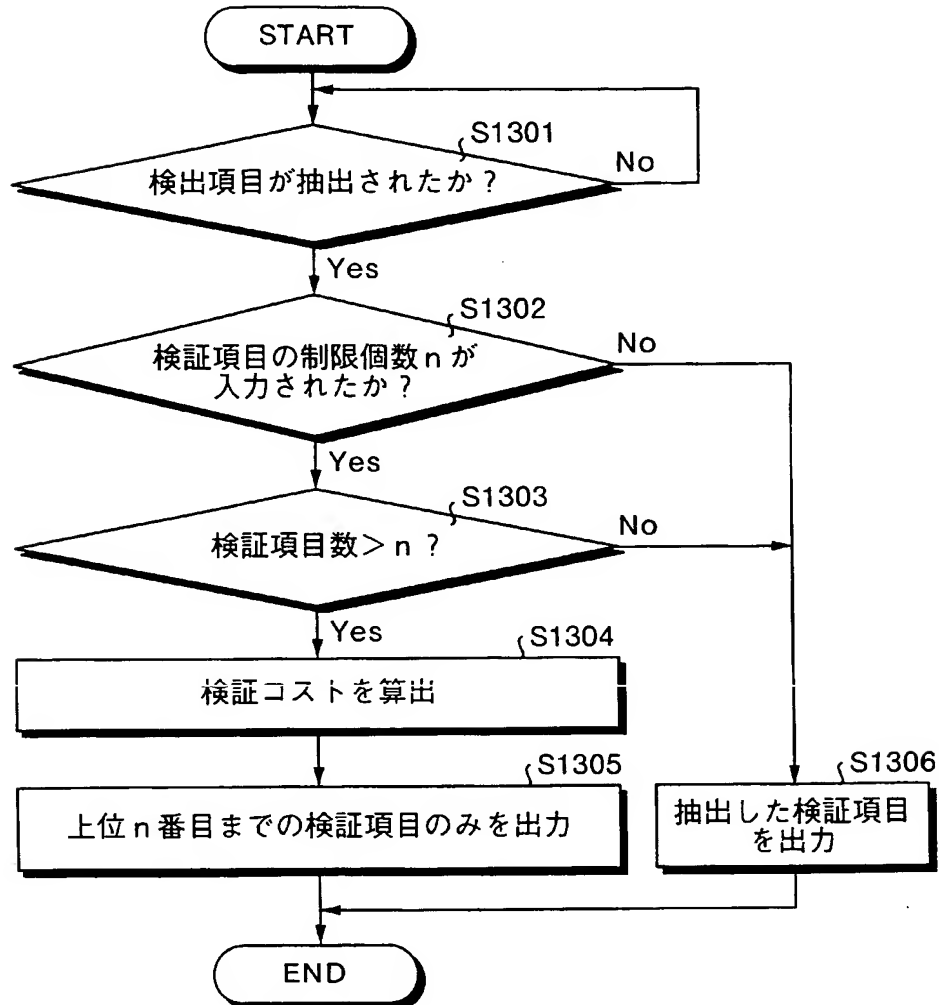 START
S1301
検出項目が抽出されたか？
No
Yes
S1302
検証項目の制限個数ｎが
入力されたか？
No
Yes
S1303
検証項目数＞ｎ？
No
Yes
S1304
検証コストを算出
S1305
上位ｎ番目までの検証項目のみを出力
S1306
抽出した検証項目
を出力
END